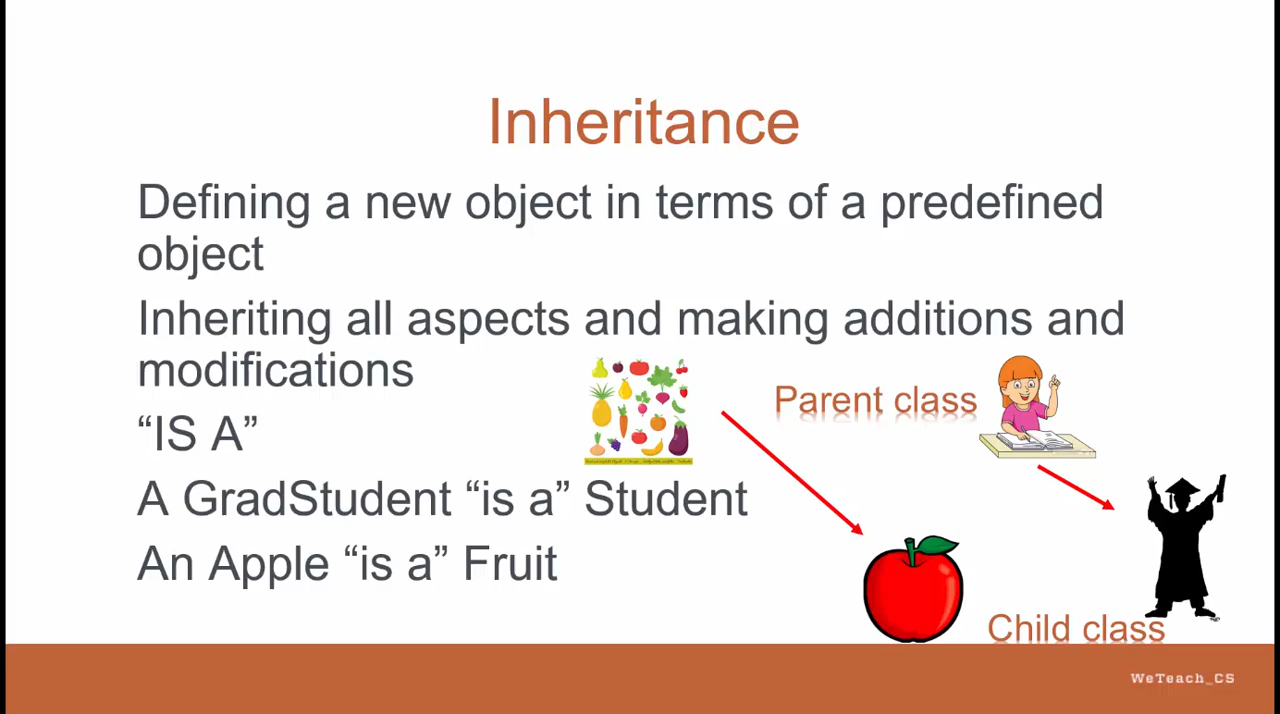 Inheritance
Defining a new object in terms of a predefined
object
Inheriting all aspects and making additions and
modifications
Parent class
“IS A”
A GradStudent “is a” Student
An Apple “is a” Fruit
Child class
WeTeach_CS